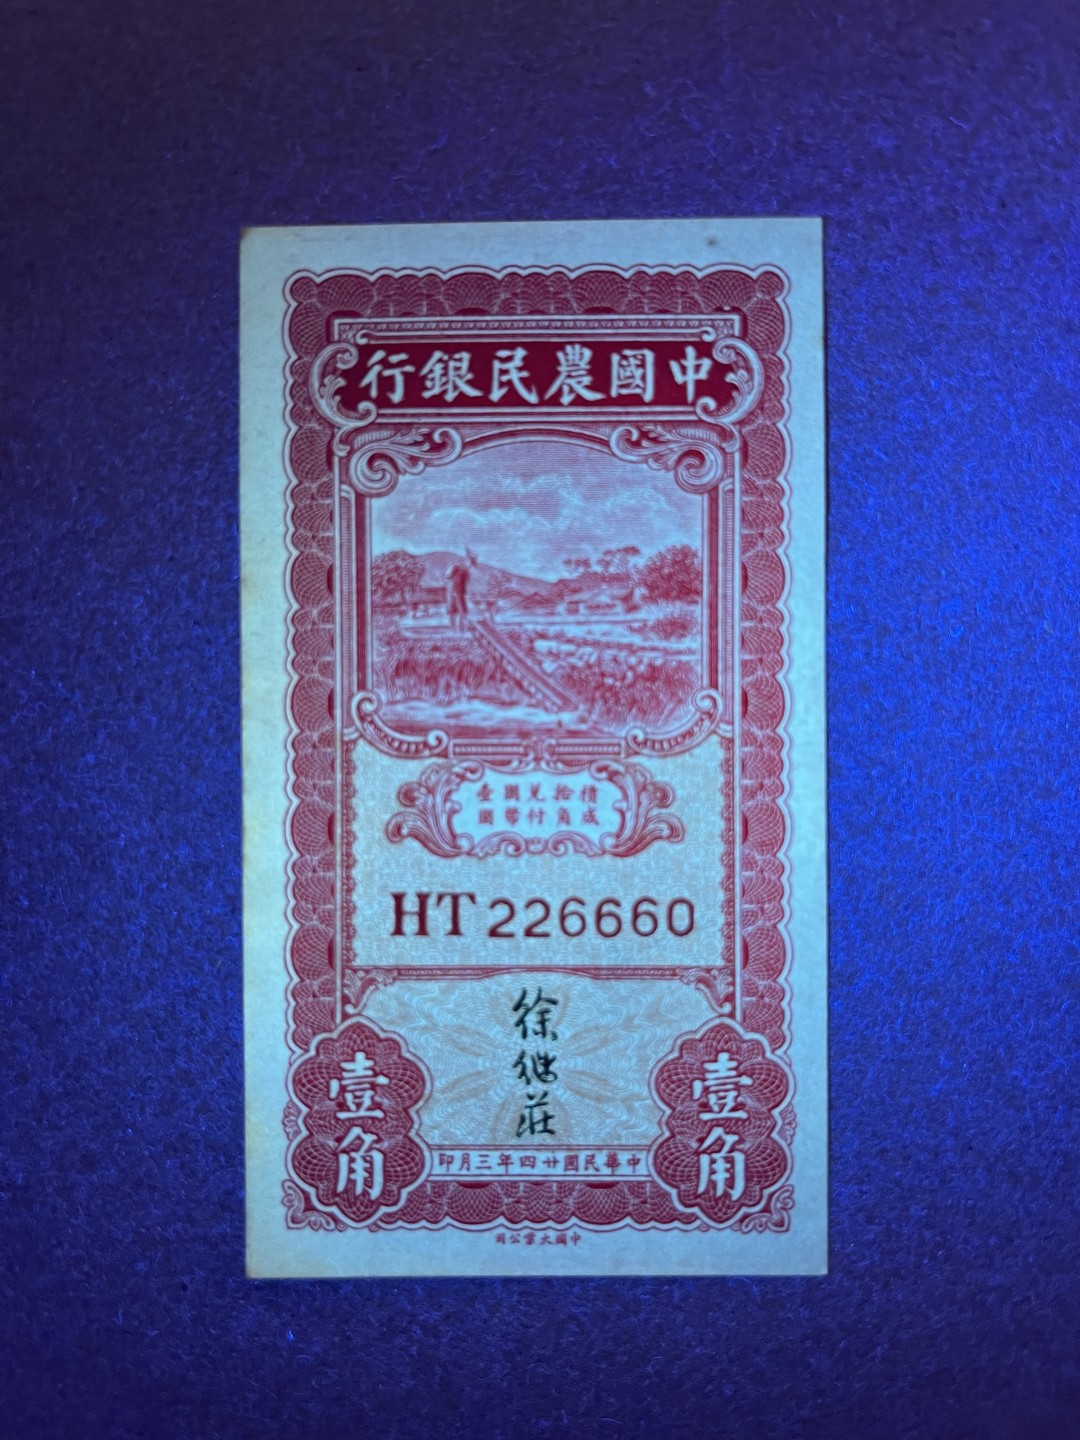 中國農民銀行
積成
拾角
兌付
國幣
壹圓
HT 226660
徐继莊
壹角
壹角
中華民國廿四年三月印
中國大業公司